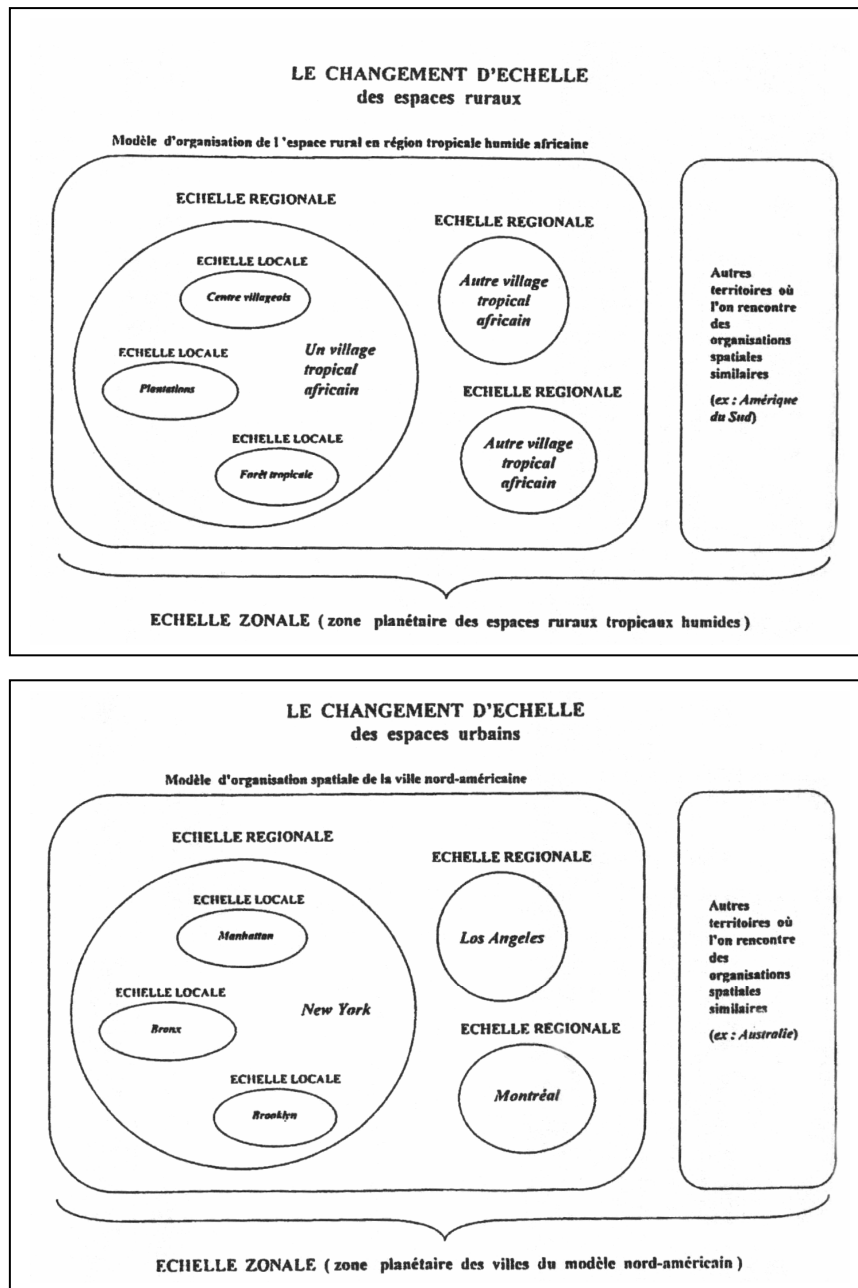 LE CHANGEMENT D'ECHELLE
des espaces ruraux
Modèle d'organisation de l'espace rural en région tropicale humide africaine
ECHELLE REGIONALE
ECHELLE LOCALE
Centre villageois
ECHELLE LOCALE
Plantations
Un village
tropical
africain
ECHELLE LOCALE
Forêt tropicale
ECHELLE REGIONALE
Autre village
tropical
africain
ECHELLE REGIONALE
Autre village
tropical
africain
Autres
territoires où
l'on rencontre
des
organisations
spatiales
similaires
(ex : Amérique
du Sud)
ECHELLE ZONALE ( zone planétaire des espaces ruraux tropicaux humides )
LE CHANGEMENT D'ECHELLE
des espaces urbains
Modèle d'organisation spatiale de la ville nord-américaine
ECHELLE REGIONALE
ECHELLE LOCALE
Manhattan
ECHELLE LOCALE
Bronx
New York
ECHELLE LOCALE
Brooklyn
ECHELLE REGIONALE
Los Angeles
ECHELLE REGIONALE
Montréal
Autres
territoires où
l'on rencontre
des
organisations
spatiales
similaires
(ex : Australie)
ECHELLE ZONALE ( zone planétaire des villes du modèle nord-américain )